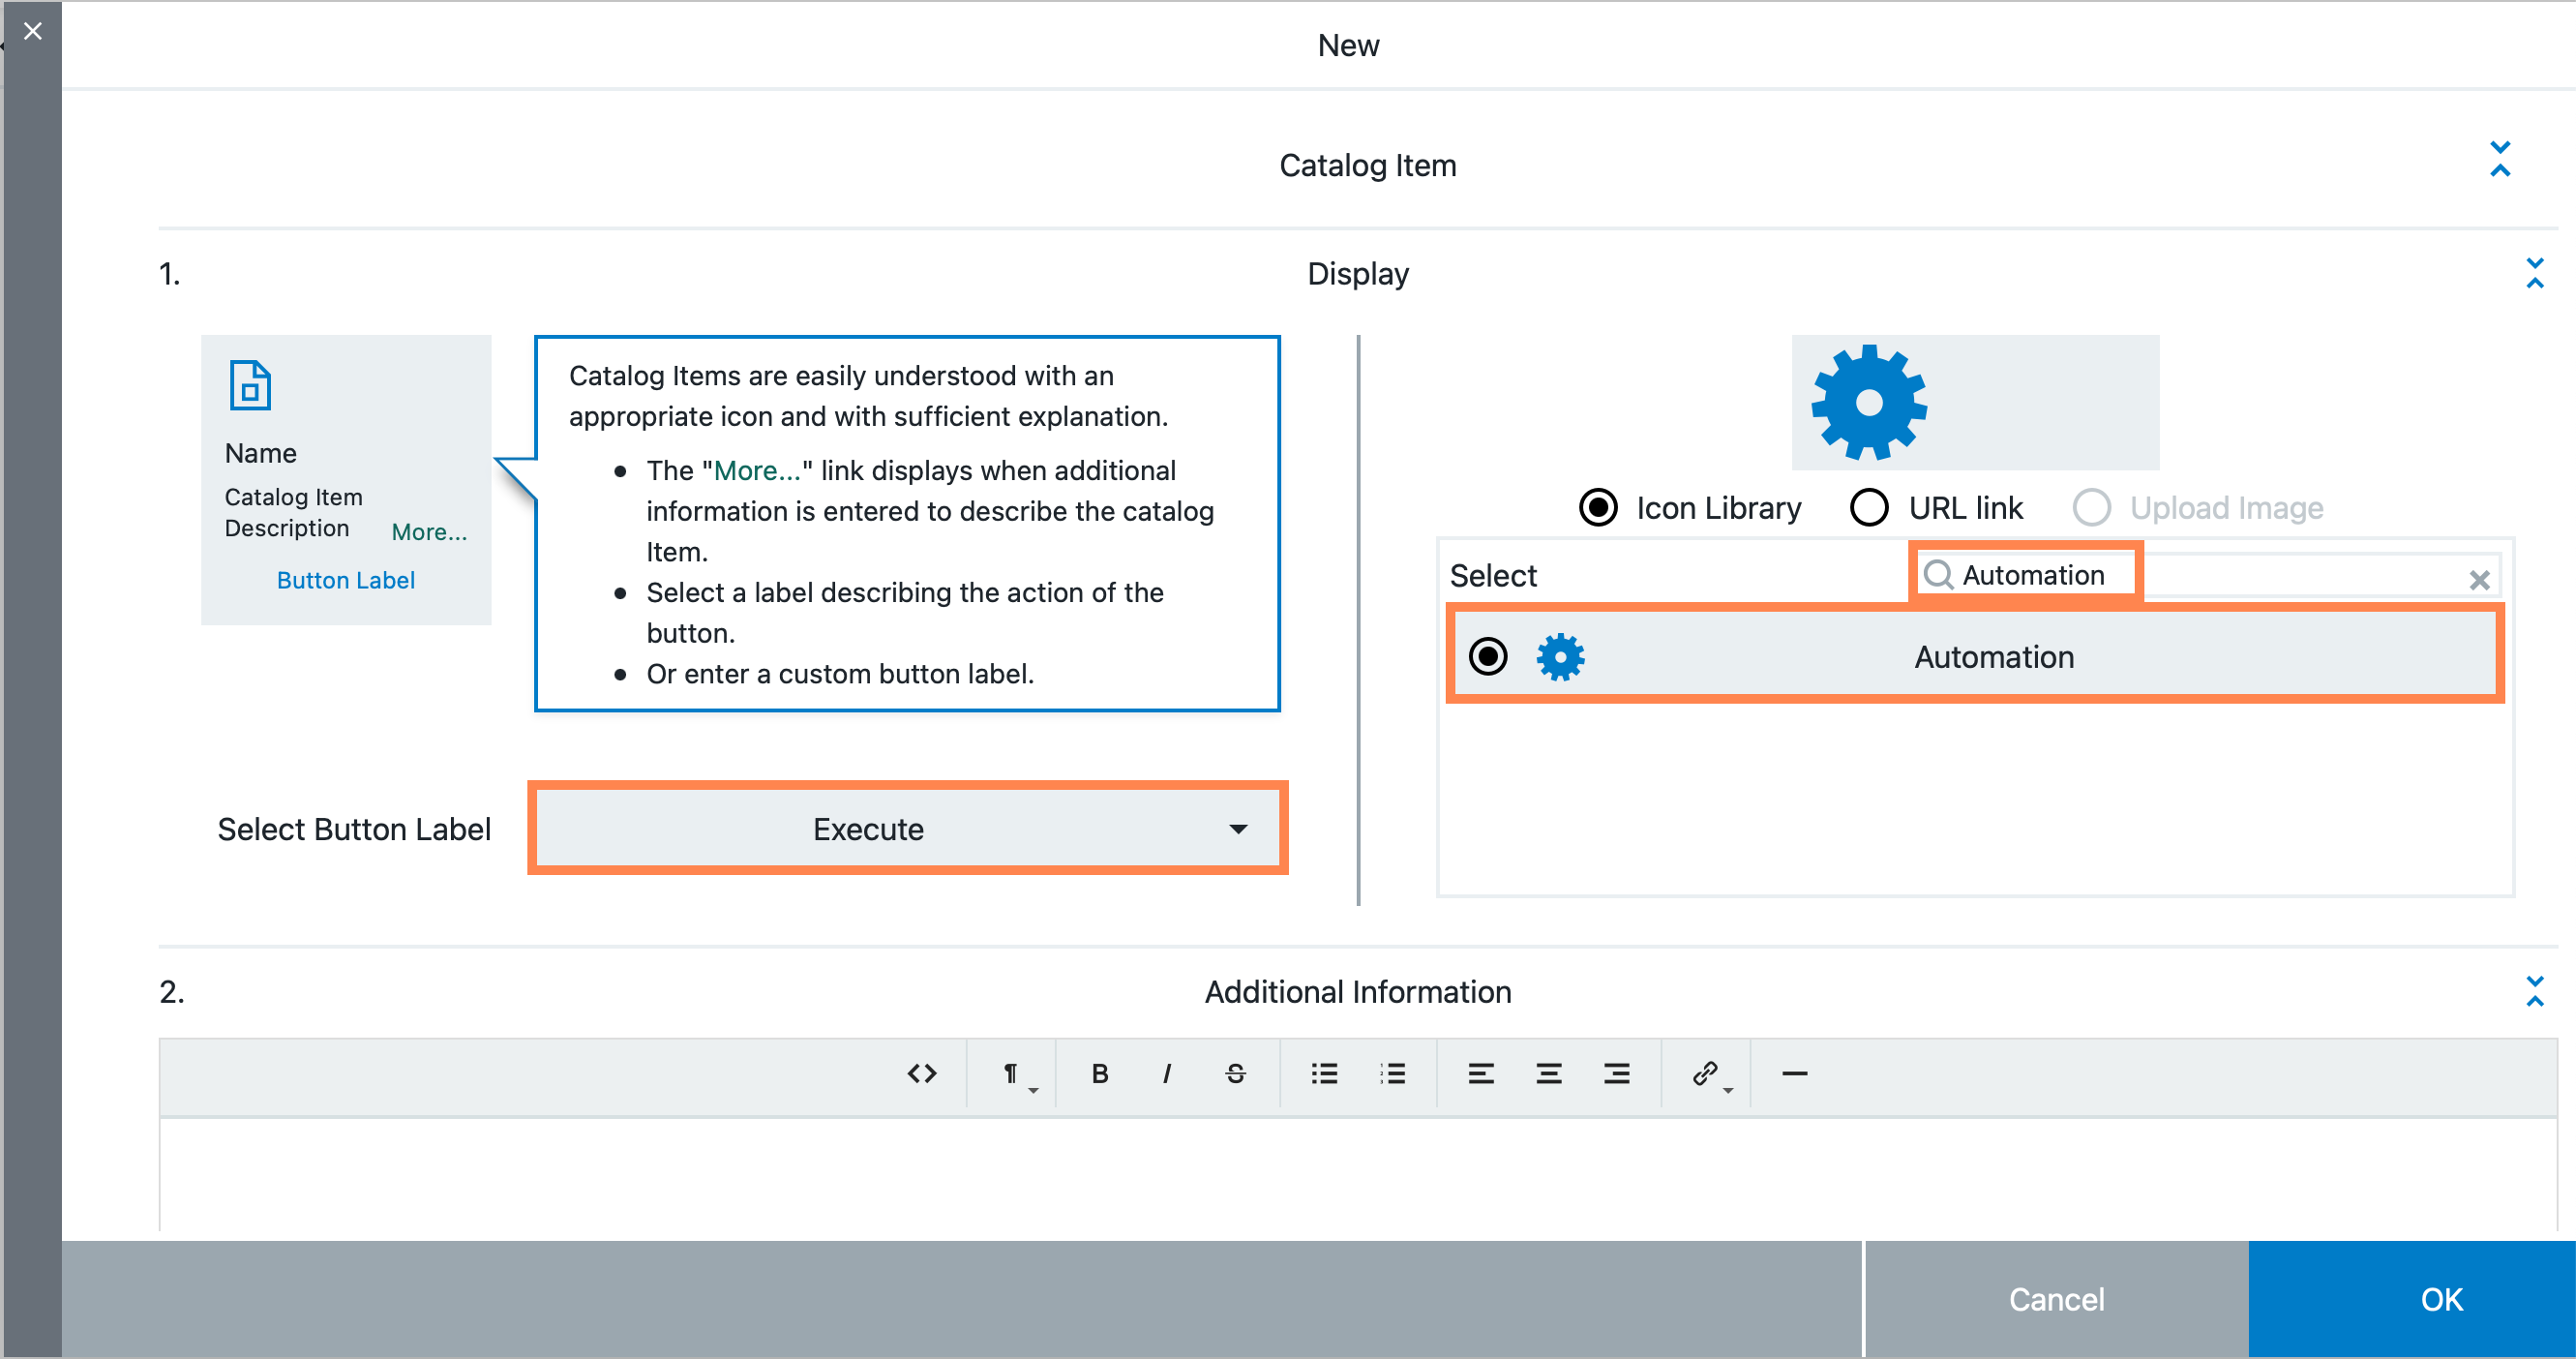 New
Catalog Item
1.
Display
Name
Catalog Item
Description
More...
Button Label
Catalog Items are easily understood with an
appropriate icon and with sufficient explanation.
The "More..." link displays when additional
information is entered to describe the catalog
Item.
Select a label describing the action of the
button.
Or enter a custom button label.
Select Button Label
Execute
Icon Library
URL link
Upload Image
Select
Automation
Automation
2.
Additional Information
B I S
Cancel
OK